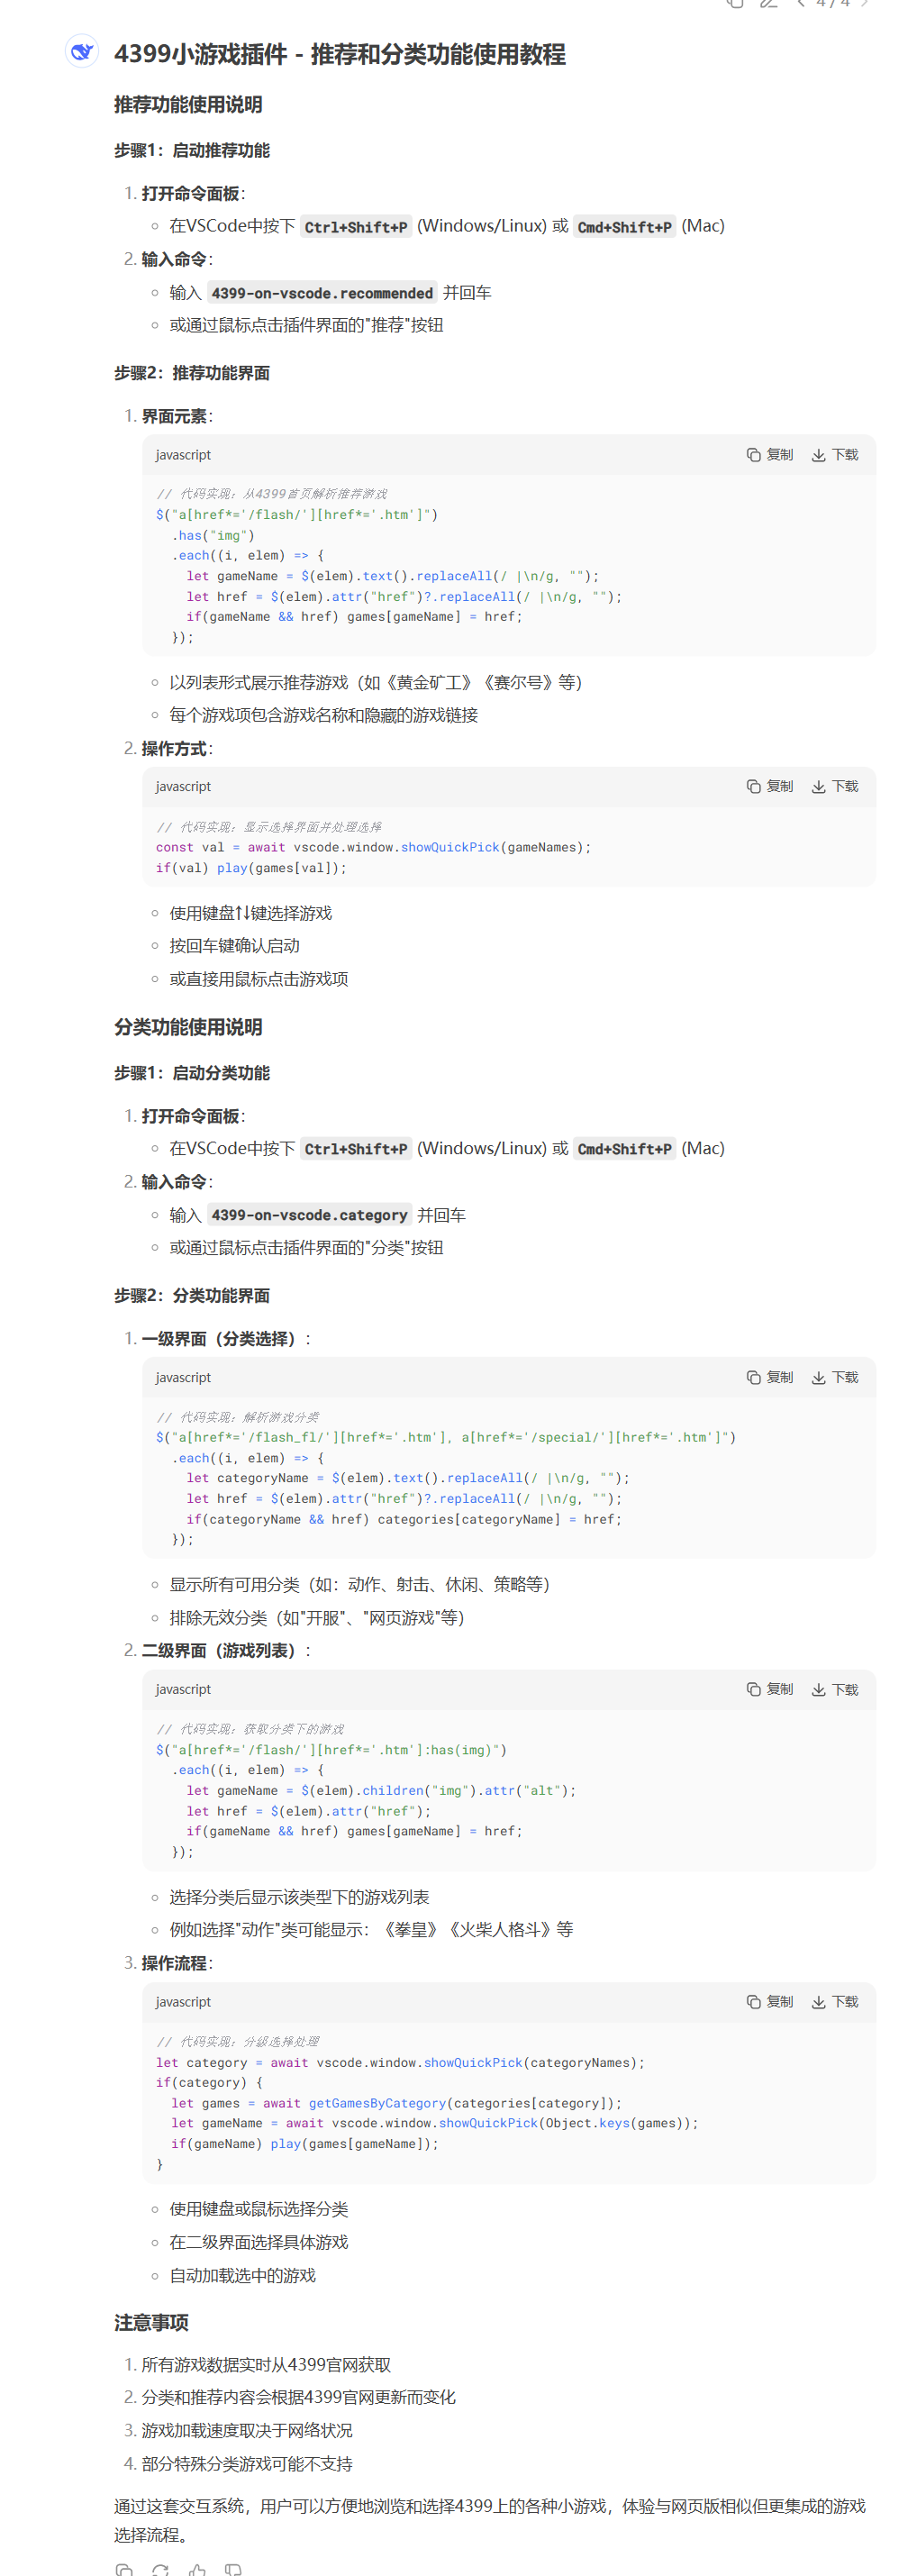 4 / 4
4399小游戏插件 - 推荐和分类功能使用教程
推荐功能使用说明
步骤1：启动推荐功能
1. 打开命令面板：
在VSCode中按下 Ctrl+Shift+P (Windows/Linux) 或 Cmd+Shift+P (Mac)
2. 输入命令：
输入 4399-on-vscode.recommended 并回车
或通过鼠标点击插件界面的"推荐"按钮
步骤2：推荐功能界面
1. 界面元素：
javascript 复制 下载
// 代码实现：从4399首页解析推荐游戏
$("a[href*='/flash/'][href*='.htm']")
  .has("img")
  .each((i, elem) => {
    let gameName = $(elem).text().replaceAll(/ |\n/g, "");
    let href = $(elem).attr("href")?.replaceAll(/ |\n/g, "");
    if(gameName && href) games[gameName] = href;
  });
以列表形式展示推荐游戏（如《黄金矿工》《赛尔号》等）
每个游戏项包含游戏名称和隐藏的游戏链接
2. 操作方式：
javascript 复制 下载
// 代码实现：显示选择界面并处理选择
const val = await vscode.window.showQuickPick(gameNames);
if(val) play(games[val]);
使用键盘↑↓键选择游戏
按回车键确认启动
或直接用鼠标点击游戏项
分类功能使用说明
步骤1：启动分类功能
1. 打开命令面板：
在VSCode中按下 Ctrl+Shift+P (Windows/Linux) 或 Cmd+Shift+P (Mac)
2. 输入命令：
输入 4399-on-vscode.category 并回车
或通过鼠标点击插件界面的"分类"按钮
步骤2：分类功能界面
1. 一级界面（分类选择）：
javascript 复制 下载
// 代码实现：解析游戏分类
$("a[href*='/flash_fl/'][href*='.htm'], a[href*='/special/'][href*='.htm']")
  .each((i, elem) => {
    let categoryName = $(elem).text().replaceAll(/ |\n/g, "");
    let href = $(elem).attr("href")?.replaceAll(/ |\n/g, "");
    if(categoryName && href) categories[categoryName] = href;
  });
显示所有可用分类（如：动作、射击、休闲、策略等）
排除无效分类（如"开服"、"网页游戏"等）
2. 二级界面（游戏列表）：
javascript 复制 下载
// 代码实现：获取分类下的游戏
$("a[href*='/flash/'][href*='.htm']:has(img)")
  .each((i, elem) => {
    let gameName = $(elem).children("img").attr("alt");
    let href = $(elem).attr("href");
    if(gameName && href) games[gameName] = href;
  });
选择分类后显示该类型下的游戏列表
例如选择"动作"类可能显示：《拳皇》《火柴人格斗》等
3. 操作流程：
javascript 复制 下载
// 代码实现：分级选择处理
let category = await vscode.window.showQuickPick(categoryNames);
if(category) {
  let games = await getGamesByCategory(categories[category]);
  let gameName = await vscode.window.showQuickPick(Object.keys(games));
  if(gameName) play(games[gameName]);
}
使用键盘或鼠标选择分类
在二级界面选择具体游戏
自动加载选中的游戏
注意事项
1. 所有游戏数据实时从4399官网获取
2. 分类和推荐内容会根据4399官网更新而变化
3. 游戏加载速度取决于网络状况
4. 部分特殊分类游戏可能不支持
通过这套交互系统，用户可以方便地浏览和选择4399上的各种小游戏，体验与网页版相似但更集成的游戏
选择流程。